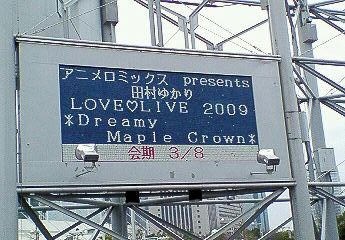 アニメロミックス presents
田村ゆかり
LOVE♡LIVE 2009
*Dreamy
Maple Crown*
会期 3/8